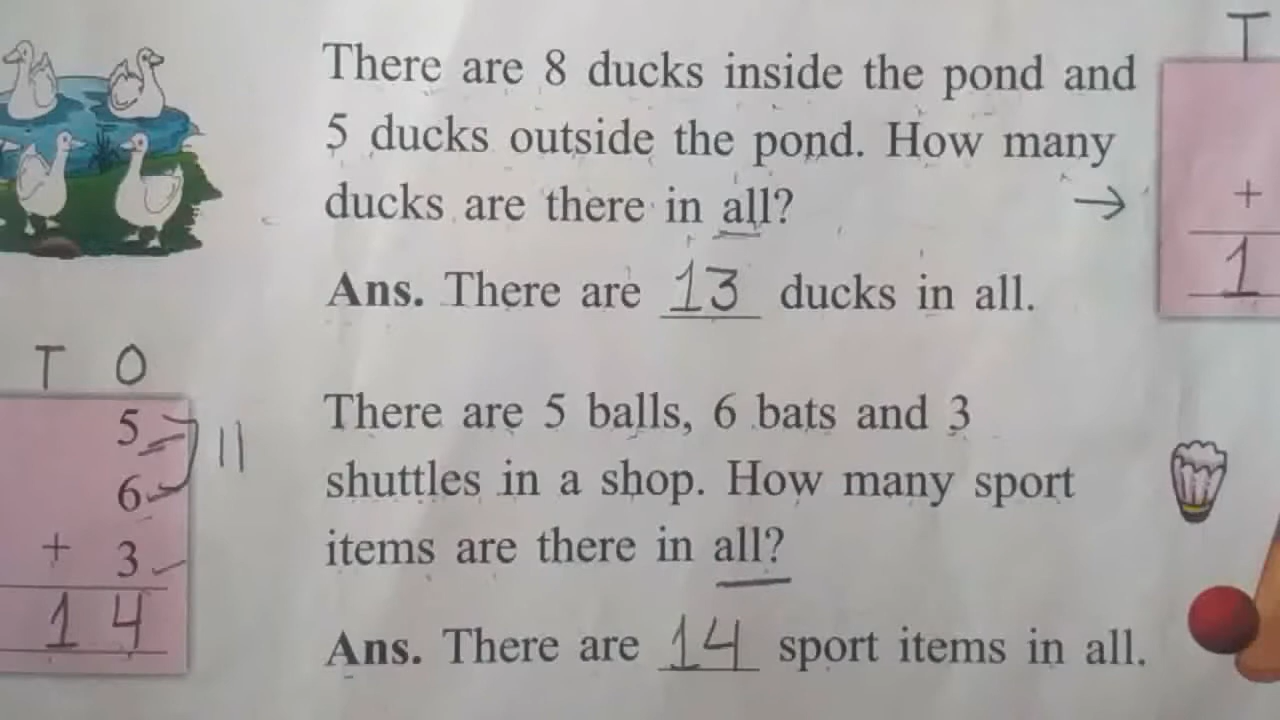 There are 8 ducks inside the pond and
5 ducks outside the pond. How many
ducks are there in all?
→
Ans. There are 13 ducks in all.
T
+
1
T O
5
6
+ 3
1 4
11
There are 5 balls, 6 bats and 3
shuttles in a shop. How many sport
items are there in all?
Ans. There are 14 sport items in all.